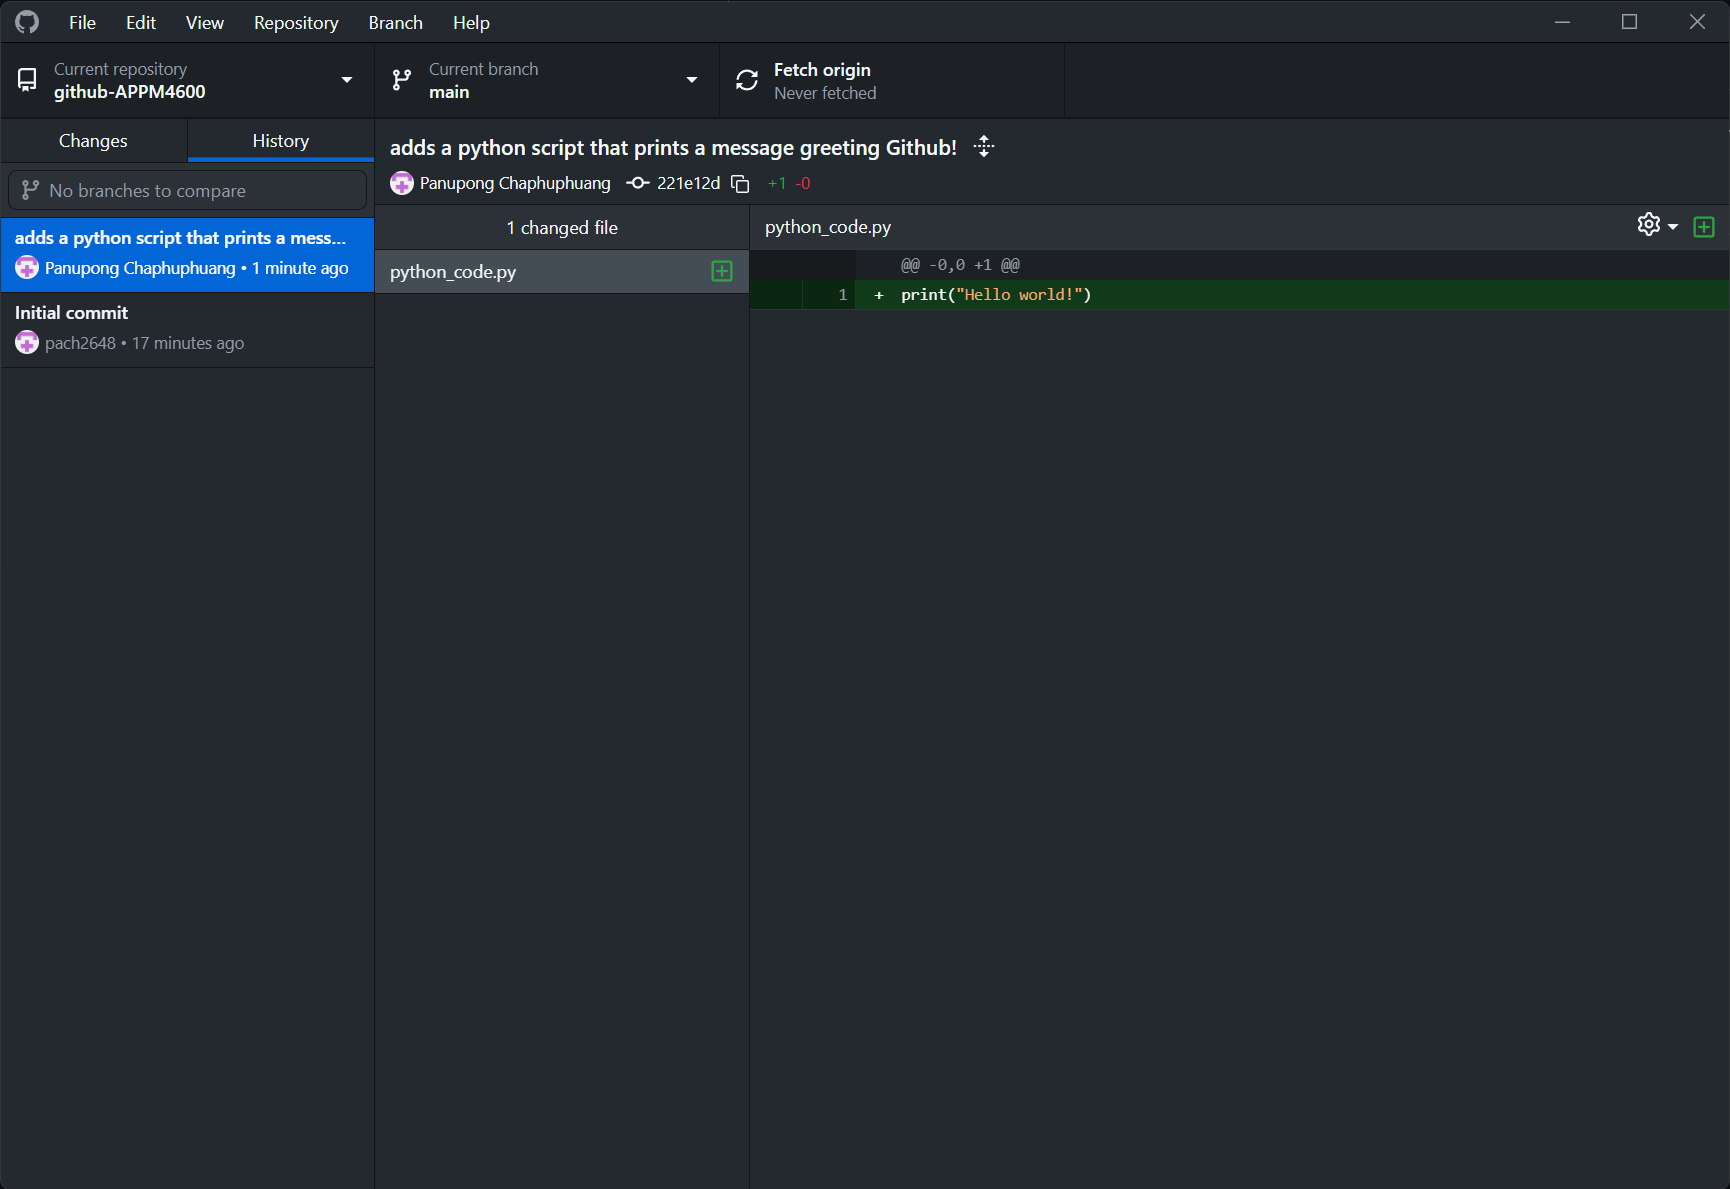 File Edit View Repository Branch Help
Current repository
github-APPM4600
Current branch
main
Fetch origin
Never fetched
Changes
History
No branches to compare
adds a python script that prints a mess...
Panupong Chaphuphuang • 1 minute ago
Initial commit
pach2648 • 17 minutes ago
adds a python script that prints a message greeting Github!
Panupong Chaphuphuang 221e12d +1 -0
1 changed file
python_code.py
python_code.py
@@ -0,0 +1 @@
1 + print("Hello world!")